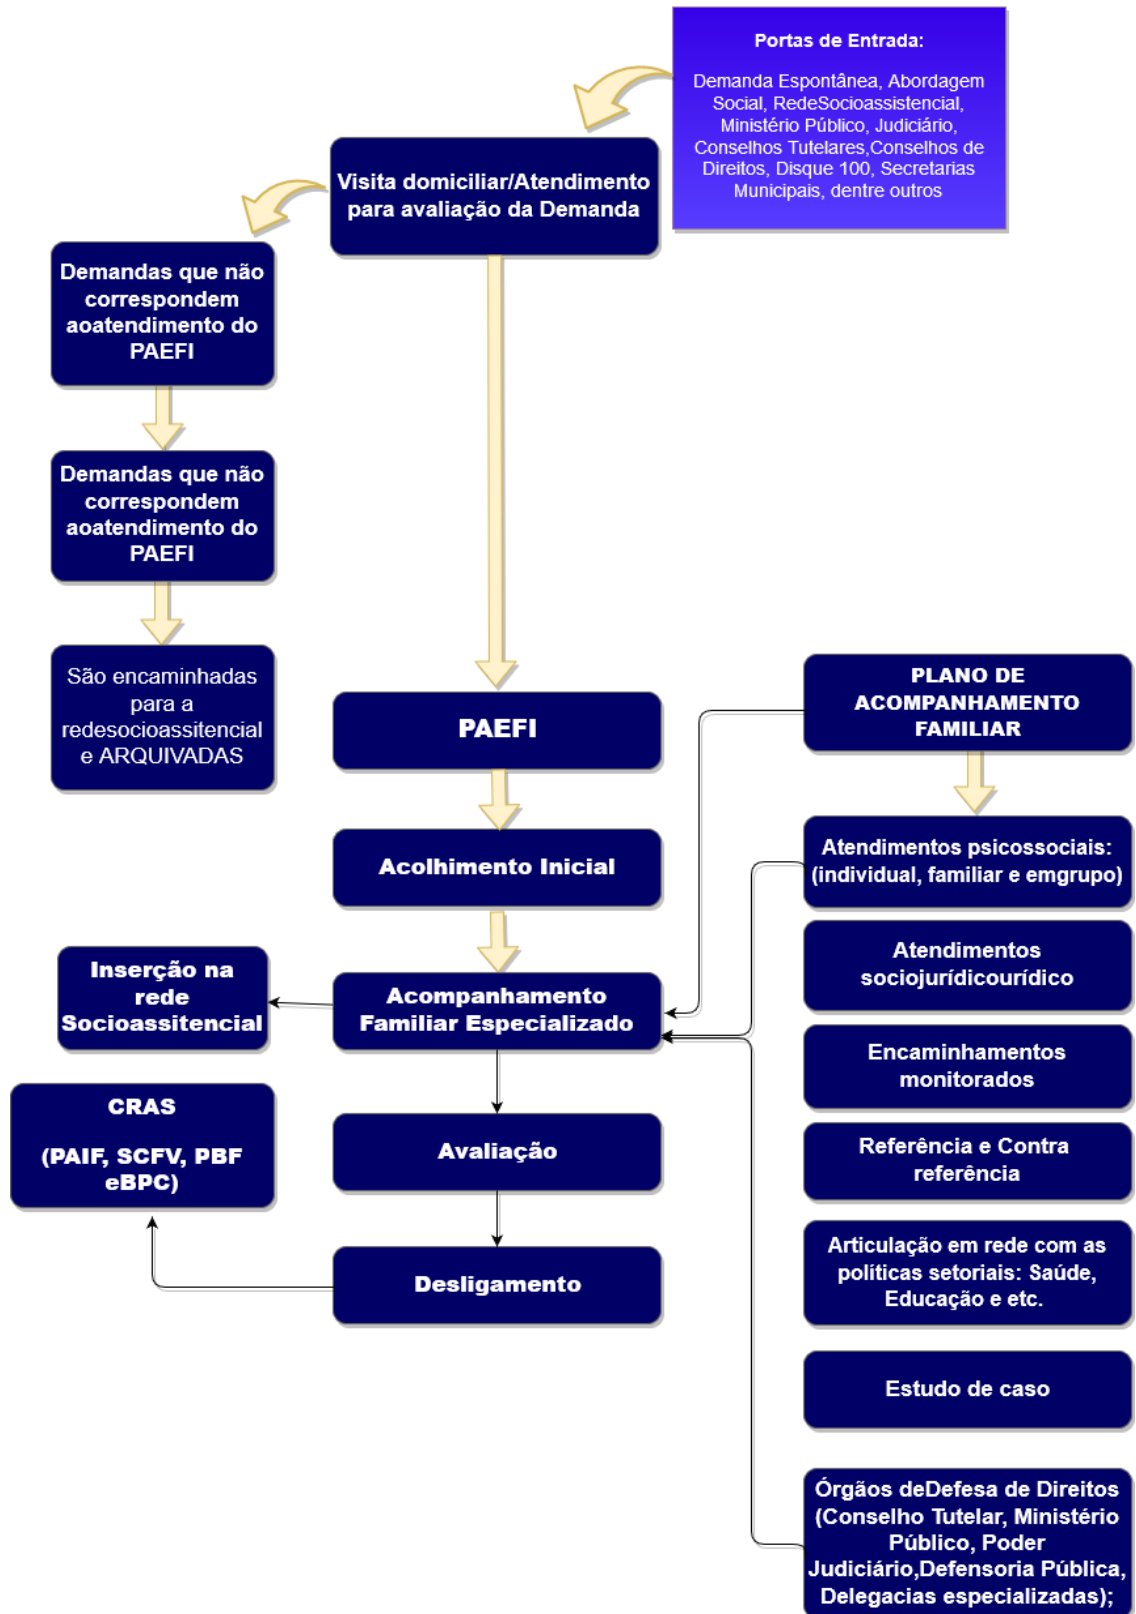 Portas de Entrada:
Demanda Espontânea, Abordagem
Social, RedeSocioassistencial,
Ministério Público, Judiciário,
Conselhos Tutelares,Conselhos de
Direitos, Disque 100, Secretarias
Municipais, dentre outros
Visita domiciliar/Atendimento
para avaliação da Demanda
Demandas que não
correspondem
aoatendimento do
PAEFI
Demandas que não
correspondem
aoatendimento do
PAEFI
São encaminhadas
para a
redesocioassitencial
e ARQUIVADAS
PAEFI
Acolhimento Inicial
Acompanhamento
Familiar Especializado
Inserção na
rede
Socioassitencial
CRAS
(PAIF, SCFV, PBF
eBPC)
Avaliação
Desligamento
PLANO DE
ACOMPANHAMENTO
FAMILIAR
Atendimentos psicossociais:
(individual, familiar e emgrupo)
Atendimentos
sociojurídicourídico
Encaminhamentos
monitorados
Referência e Contra
referência
Articulação em rede com as
políticas setoriais: Saúde,
Educação e etc.
Estudo de caso
Órgãos deDefesa de Direitos
(Conselho Tutelar, Ministério
Público, Poder
Judiciário,Defensoria Pública,
Delegacias especializadas);